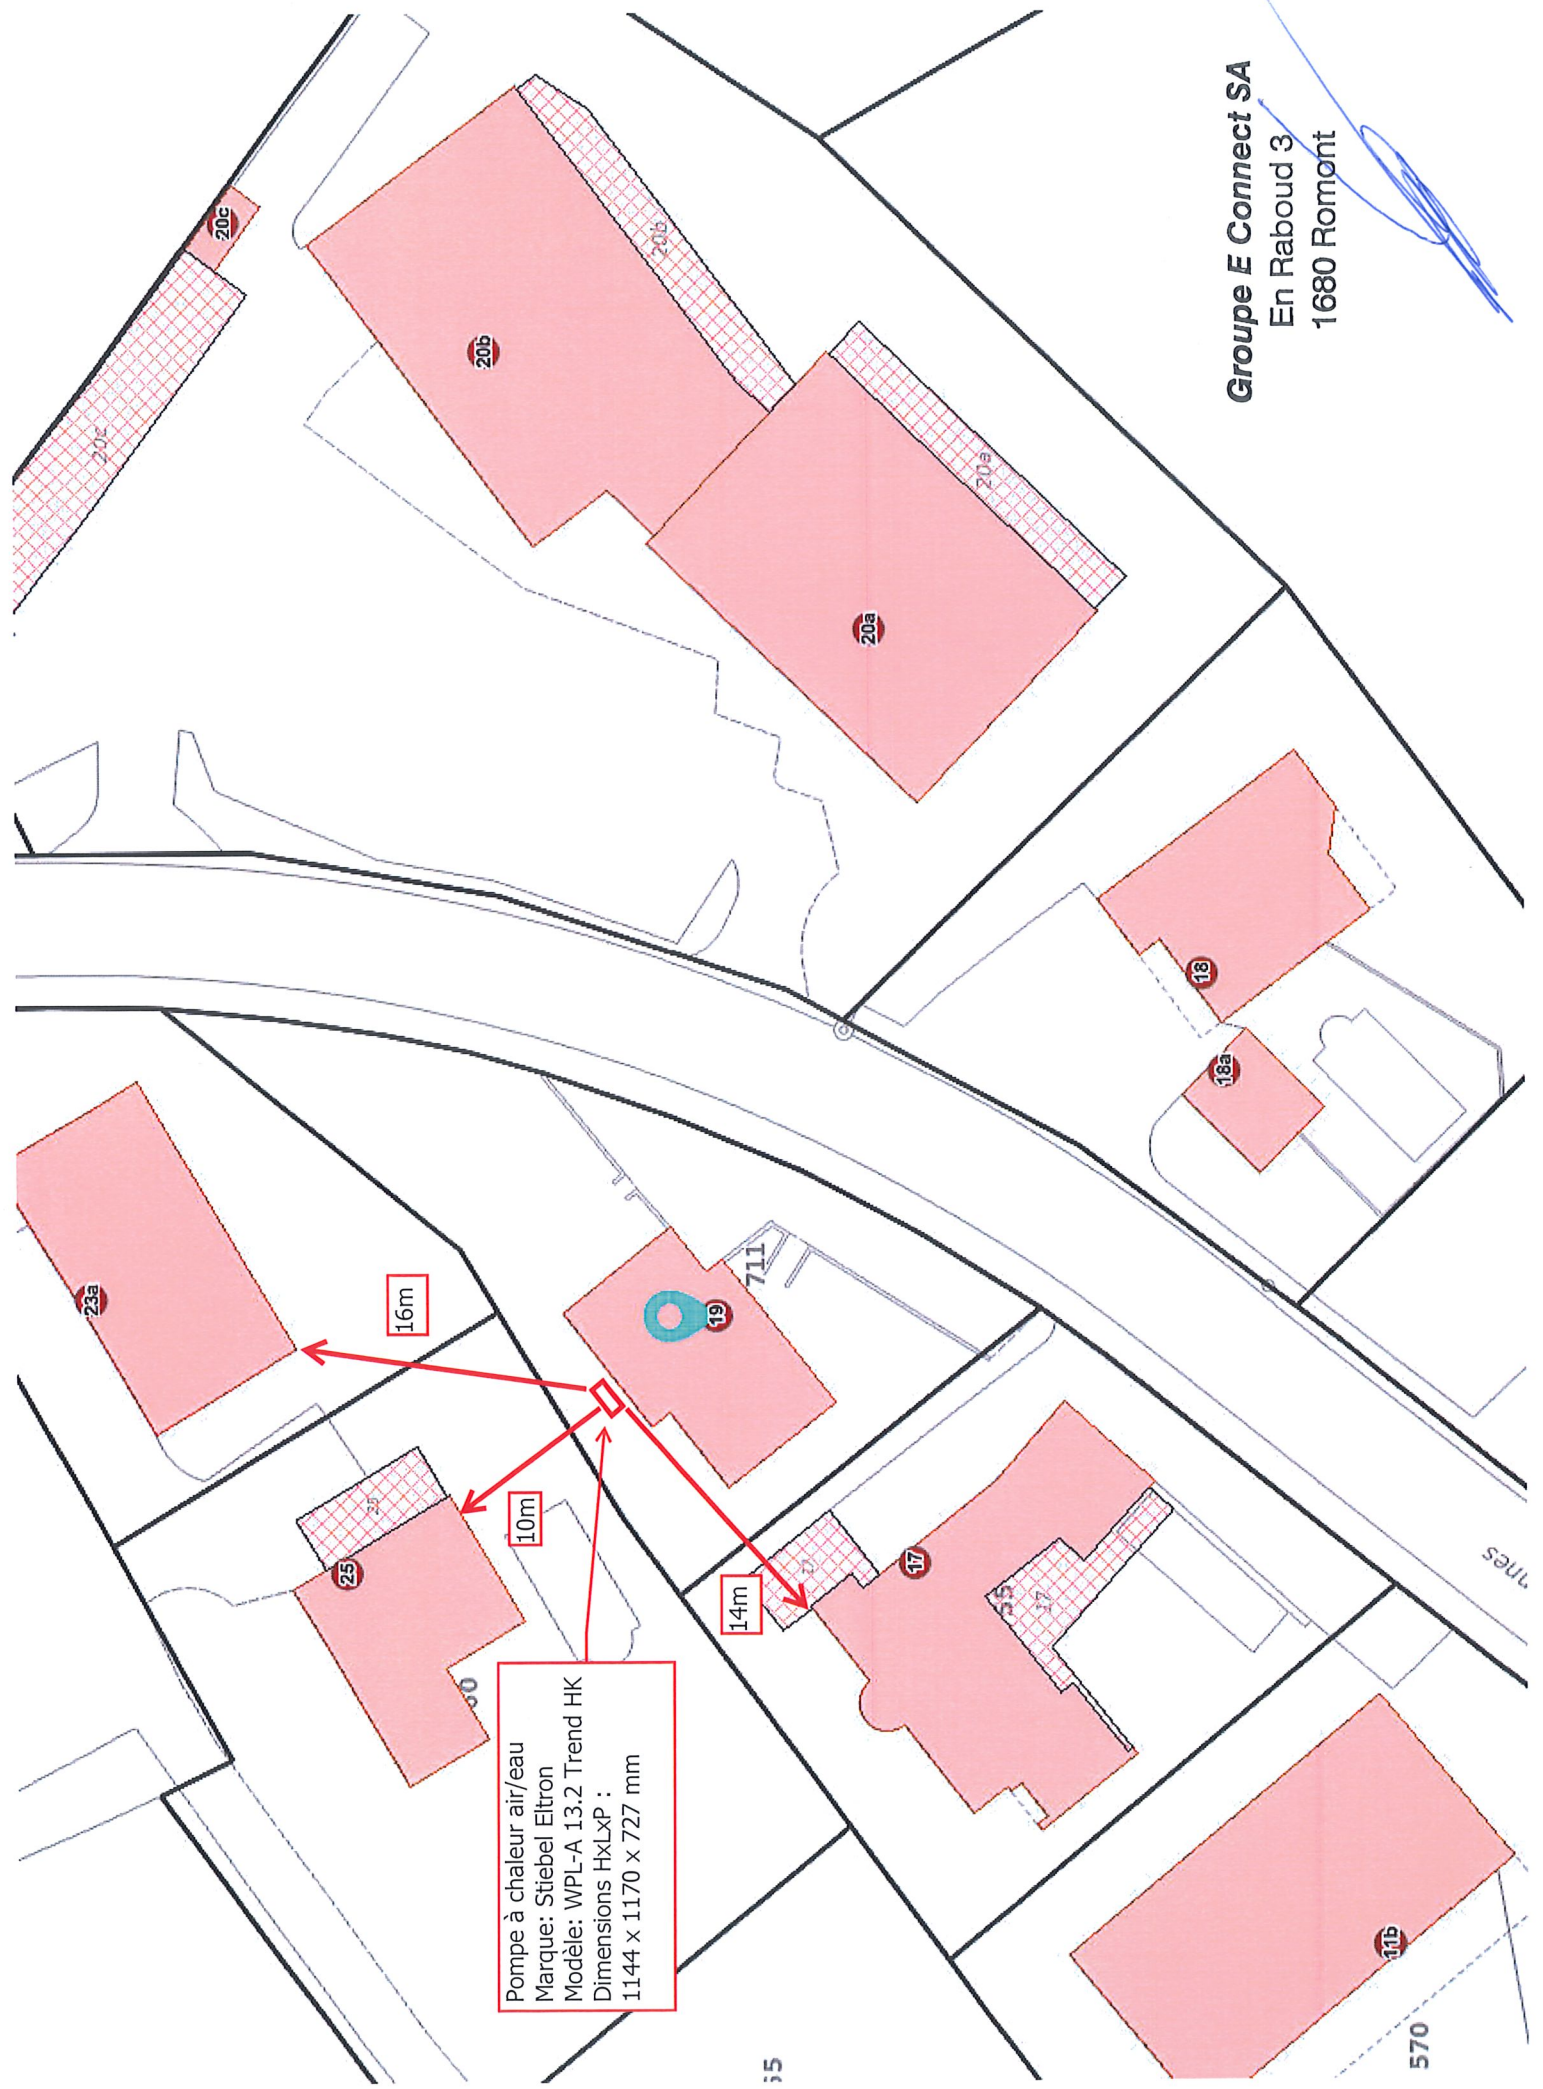 Groupe E Connect SA
En Raboud 3
1680 Romont
20c
20c
20b
20b
20a
20a
18
18a
23a
16m
711
19
25
25
10m
14m
17
17
17
Pompe à chaleur air/eau
Marque: Stiebel Eltron
Modèle: WPL-A 13.2 Trend HK
Dimensions HxLxP :
1144 x 1170 x 727 mm
11b
570